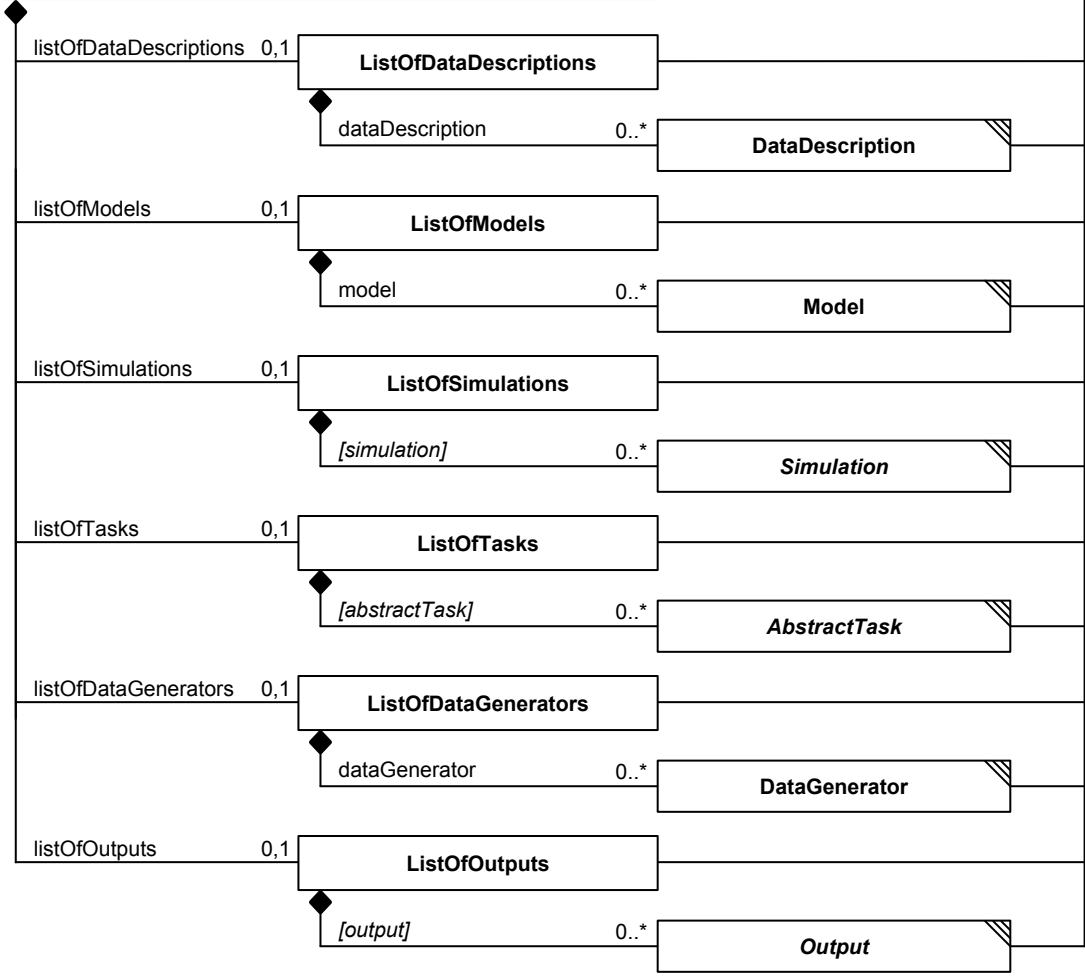 listOfDataDescriptions 0,1
ListOfDataDescriptions
dataDescription 0..*
DataDescription
listOfModels 0,1
ListOfModels
model 0..*
Model
listOfSimulations 0,1
ListOfSimulations
[simulation] 0..*
Simulation
listOfTasks 0,1
ListOfTasks
[abstractTask] 0..*
AbstractTask
listOfDataGenerators 0,1
ListOfDataGenerators
dataGenerator 0..*
DataGenerator
listOfOutputs 0,1
ListOfOutputs
[output] 0..*
Output